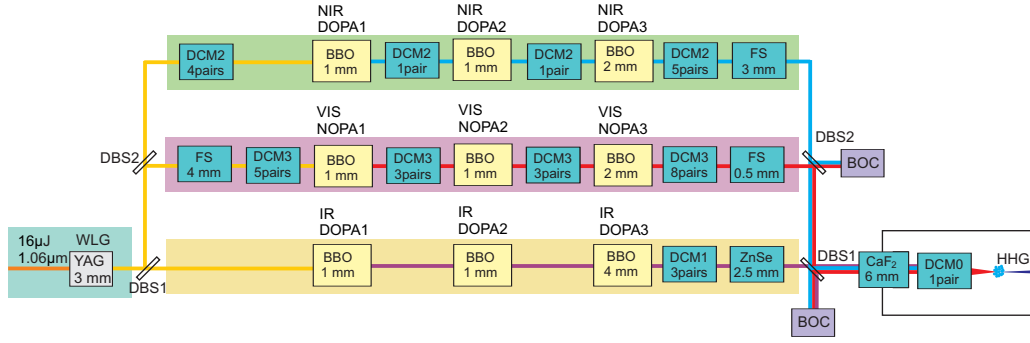 NIR
DOPA1
NIR
DOPA2
NIR
DOPA3
DCM2
4pairs
BBO
1 mm
DCM2
1pair
BBO
1 mm
DCM2
1pair
BBO
2 mm
DCM2
5pairs
FS
3 mm
VIS
NOPA1
VIS
NOPA2
VIS
NOPA3
DBS2
FS
4 mm
DCM3
5pairs
BBO
1 mm
DCM3
3pairs
BBO
1 mm
DCM3
3pairs
BBO
2 mm
DCM3
8pairs
FS
0.5 mm
DBS2
BOC
IR
DOPA1
IR
DOPA2
IR
DOPA3
16μJ
1.06μm
WLG
YAG
3 mm
DBS1
BBO
1 mm
BBO
1 mm
BBO
4 mm
DCM1
3pairs
ZnSe
2.5 mm
DBS1
CaF₂
6 mm
DCM0
1pair
HHG
BOC